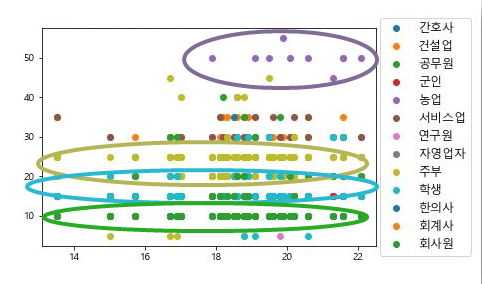 간호사
건설업
공무원
군인
농업
서비스업
연구원
자영업자
주부
학생
한의사
회계사
회사원
50
40
30
20
10
14
16
18
20
22